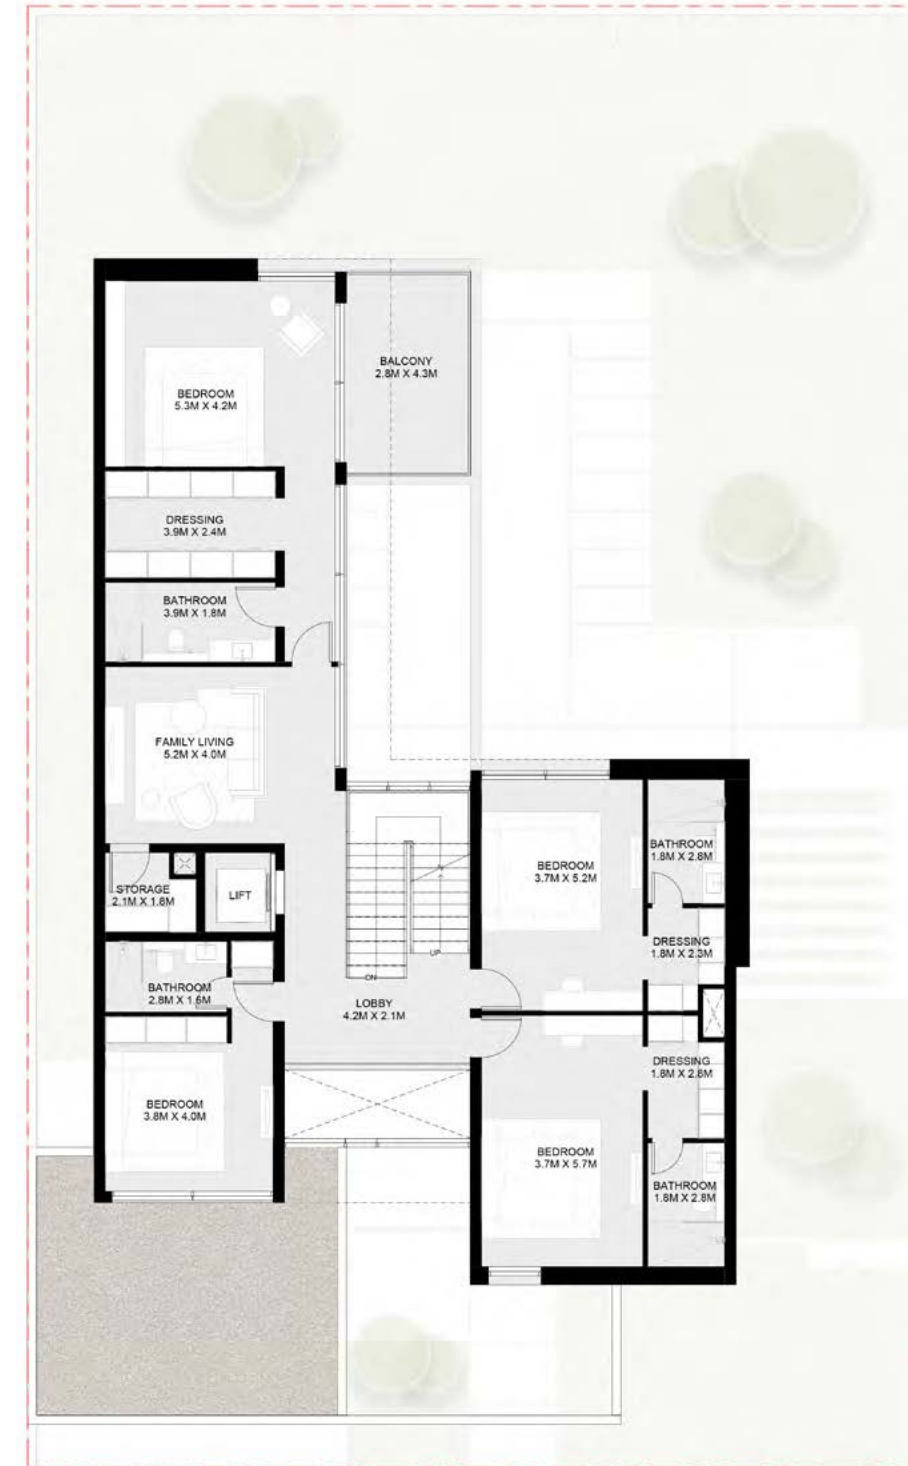 BALCONY
2.8M X 4.3M
BEDROOM
5.3M X 4.2M
DRESSING
3.9M X 2.4M
BATHROOM
3.9M X 1.8M
FAMILY LIVING
5.2M X 4.0M
STORAGE
2.1M X 1.8M
LIFT
BEDROOM
3.7M X 5.2M
BATHROOM
1.8M X 2.8M
DRESSING
1.8M X 2.3M
UP
DN
BATHROOM
2.8M X 1.6M
LOBBY
4.2M X 2.1M
BEDROOM
3.8M X 4.0M
DRESSING
1.8M X 2.8M
BEDROOM
3.7M X 5.7M
BATHROOM
1.8M X 2.8M